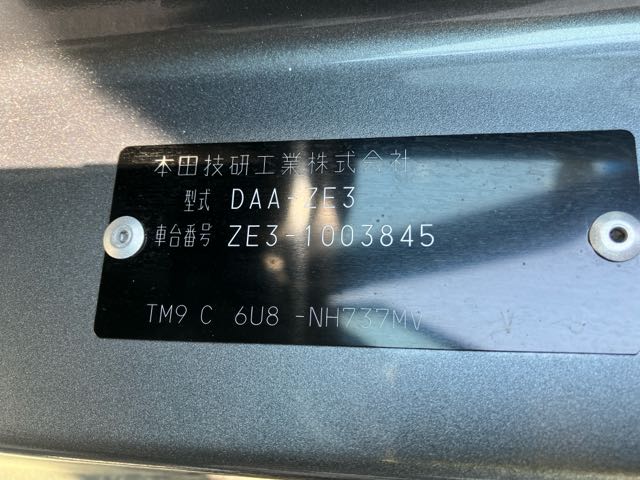 本田技研工業株式会社
型式 DAA-ZE3
車台番号 ZE3-1003845
TM9 C 6U8 -NH737MV